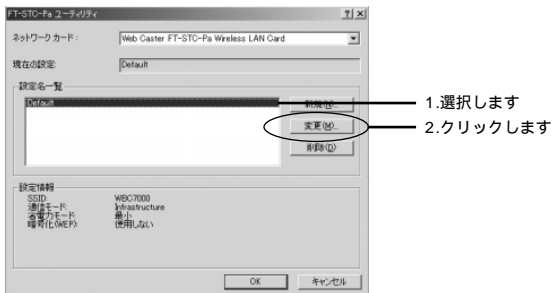 FT-STC-Pa ユーティリティ
ネットワークカード:
Web Caster FT-STC-Pa Wireless LAN Card
現在の設定:
Default
設定名一覧
Default
新規(N)...
変更(M)...
削除(D)
1.選択します
2.クリックします
設定情報
SSID: WBC7000
通信モード: Infrastructure
省電力モード: 最小
暗号化(WEP): 使用しない
OK
キャンセル